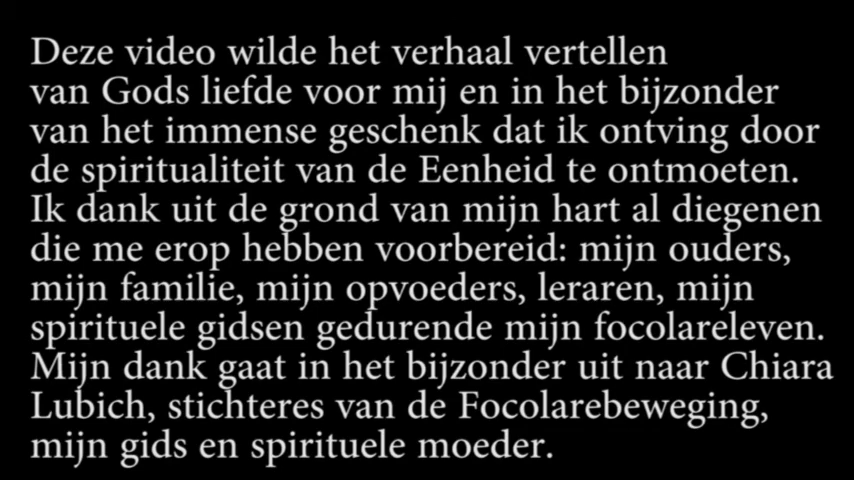 Deze video wilde het verhaal vertellen
van Gods liefde voor mij en in het bijzonder
van het immense geschenk dat ik ontving door
de spiritualiteit van de Eenheid te ontmoeten.
Ik dank uit de grond van mijn hart al diegenen
die me erop hebben voorbereid: mijn ouders,
mijn familie, mijn opvoeders, leraren, mijn
spirituele gidsen gedurende mijn focolareleven.
Mijn dank gaat in het bijzonder uit naar Chiara
Lubich, stichteres van de Focolarebeweging,
mijn gids en spirituele moeder.